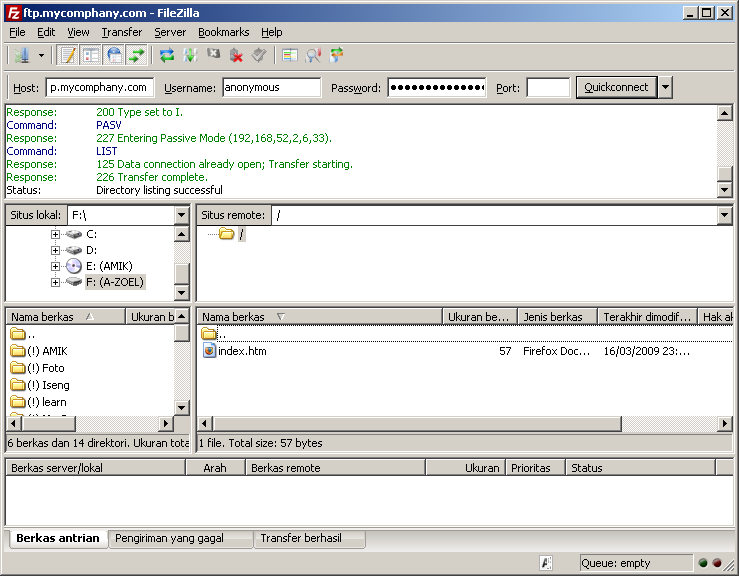 ftp.mycomphany.com - FileZilla
File Edit View Transfer Server Bookmarks Help
Host: p.mycomphany.com Username: anonymous Password: ●●●●●●●●●●●●●● Port: Quickconnect
Response: 200 Type set to I.
Command: PASV
Response: 227 Entering Passive Mode (192,168,52,2,6,33).
Command: LIST
Response: 125 Data connection already open; Transfer starting.
Response: 226 Transfer complete.
Status: Directory listing successful
Situs lokal: F:\
Situs remote: /
C:
D:
E: (AMIK)
F: (A-ZOEL)
/
Nama berkas Ukuran b
..
(!) AMIK
(!) Foto
(!) Iseng
(!) learn
6 berkas dan 14 direktori. Ukuran tota
Nama berkas Ukuran be... Jenis berkas Terakhir dimodif... Hak ak
..
index.htm 57 Firefox Doc... 16/03/2009 23:...
1 file. Total size: 57 bytes
Berkas server/lokal Arah Berkas remote Ukuran Prioritas Status
Berkas antrian Pengiriman yang gagal Transfer berhasil
Queue: empty